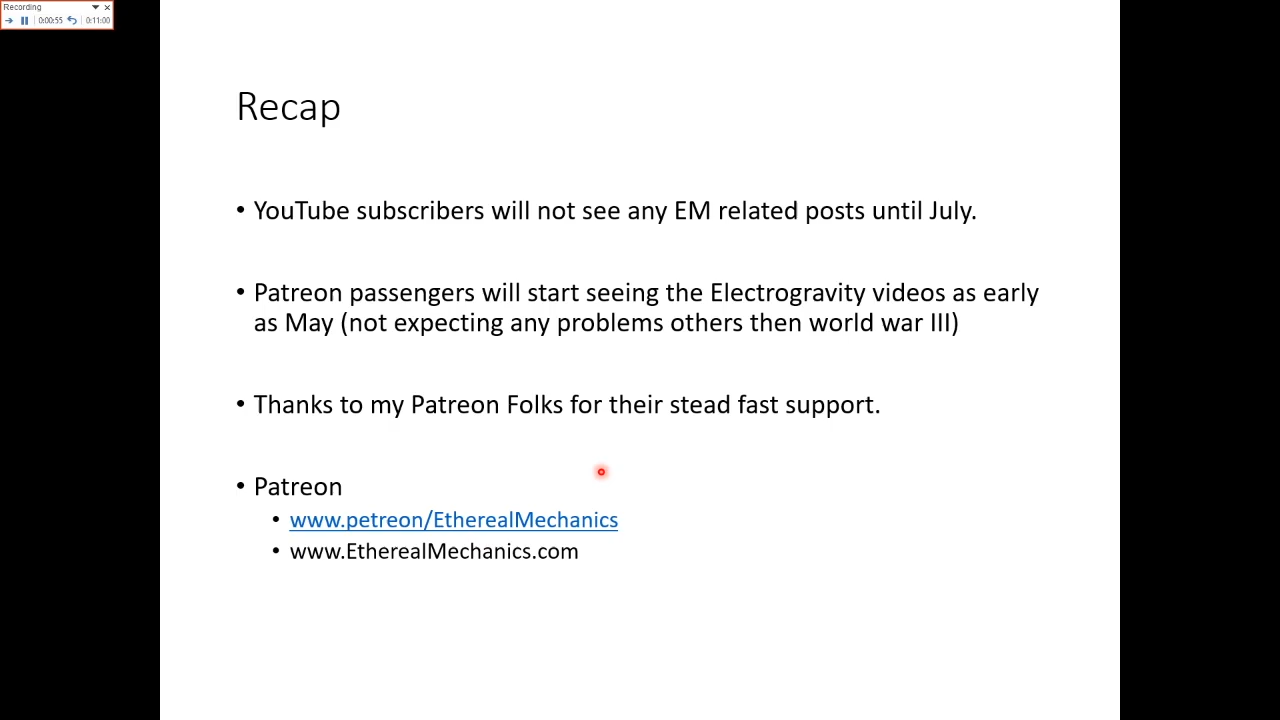 Recording
0:00:55 0:11:00
Recap
• YouTube subscribers will not see any EM related posts until July.
• Patreon passengers will start seeing the Electrogravity videos as early
as May (not expecting any problems others then world war III)
• Thanks to my Patreon Folks for their stead fast support.
• Patreon
• www.petreon/EtherealMechanics
• www.EtherealMechanics.com